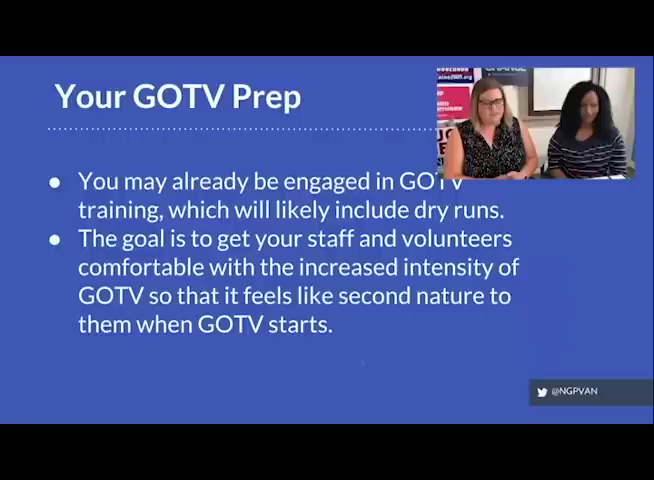 Your GOTV Prep
CHANGE
● You may already be engaged in GOTV
training, which will likely include dry runs.
● The goal is to get your staff and volunteers
comfortable with the increased intensity of
GOTV so that it feels like second nature to
them when GOTV starts.
@NGPVAN